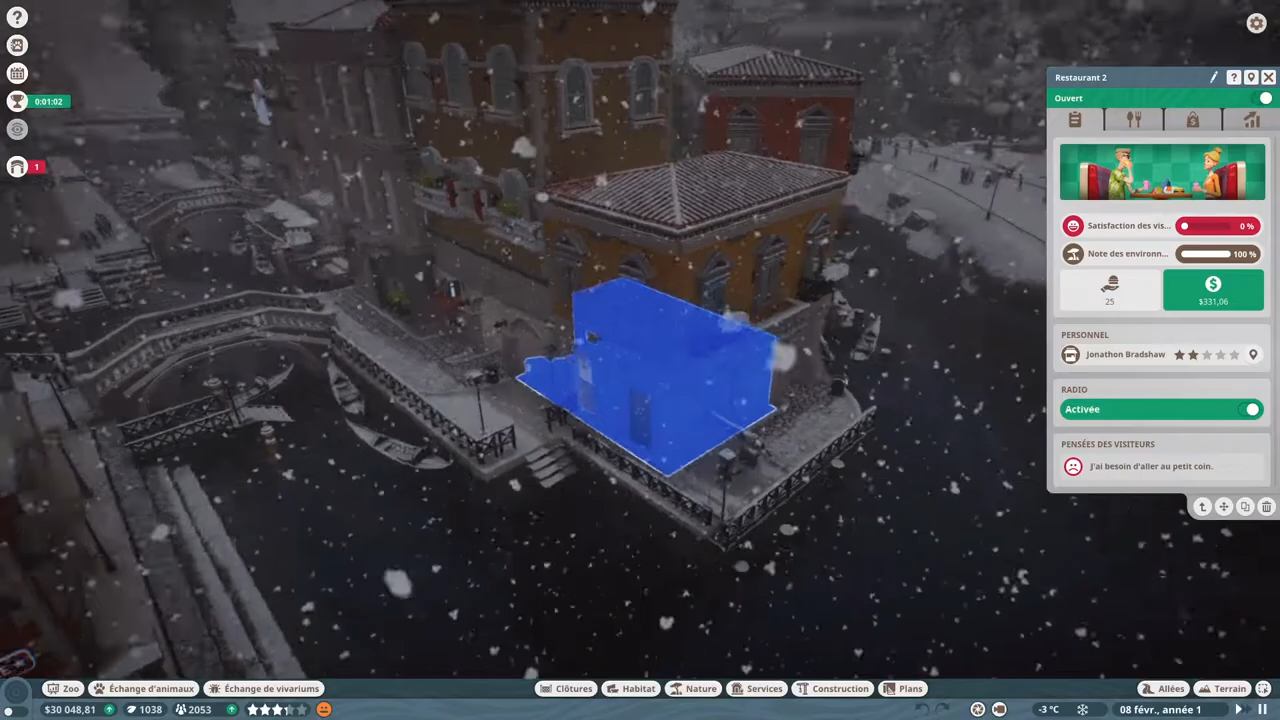 ?
0:01:02
1
Restaurant 2
?
Ouvert
Satisfaction des vis... 0 %
Note des environn... 100 %
25
$331,06
PERSONNEL
Jonathon Bradshaw
RADIO
Activée
PENSÉES DES VISITEURS
J'ai besoin d'aller au petit coin.
Zoo
Échange d'animaux
Échange de vivariums
Clôtures
Habitat
Nature
Services
Construction
Plans
Allées
Terrain
$30 048,81
1038
2053
-3 °C
08 févr., année 1